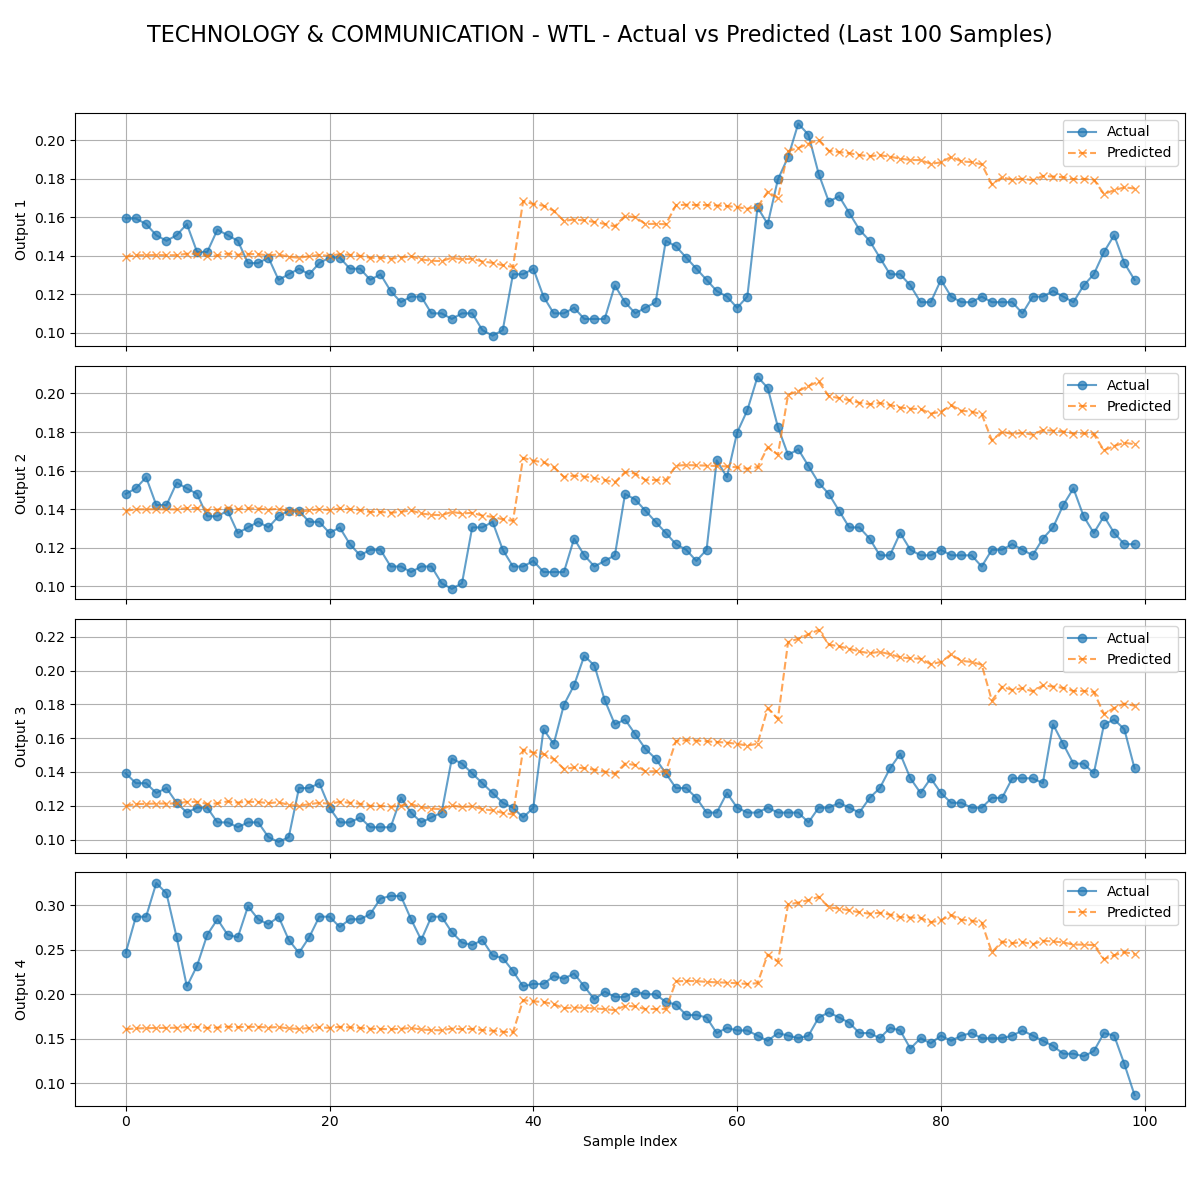 TECHNOLOGY & COMMUNICATION - WTL - Actual vs Predicted (Last 100 Samples)
Output 1
0.20
0.18
0.16
0.14
0.12
0.10
Actual
Predicted
Output 2
0.20
0.18
0.16
0.14
0.12
0.10
Actual
Predicted
Output 3
0.22
0.20
0.18
0.16
0.14
0.12
0.10
Actual
Predicted
Output 4
0.30
0.25
0.20
0.15
0.10
Actual
Predicted
0 20 40 60 80 100
Sample Index